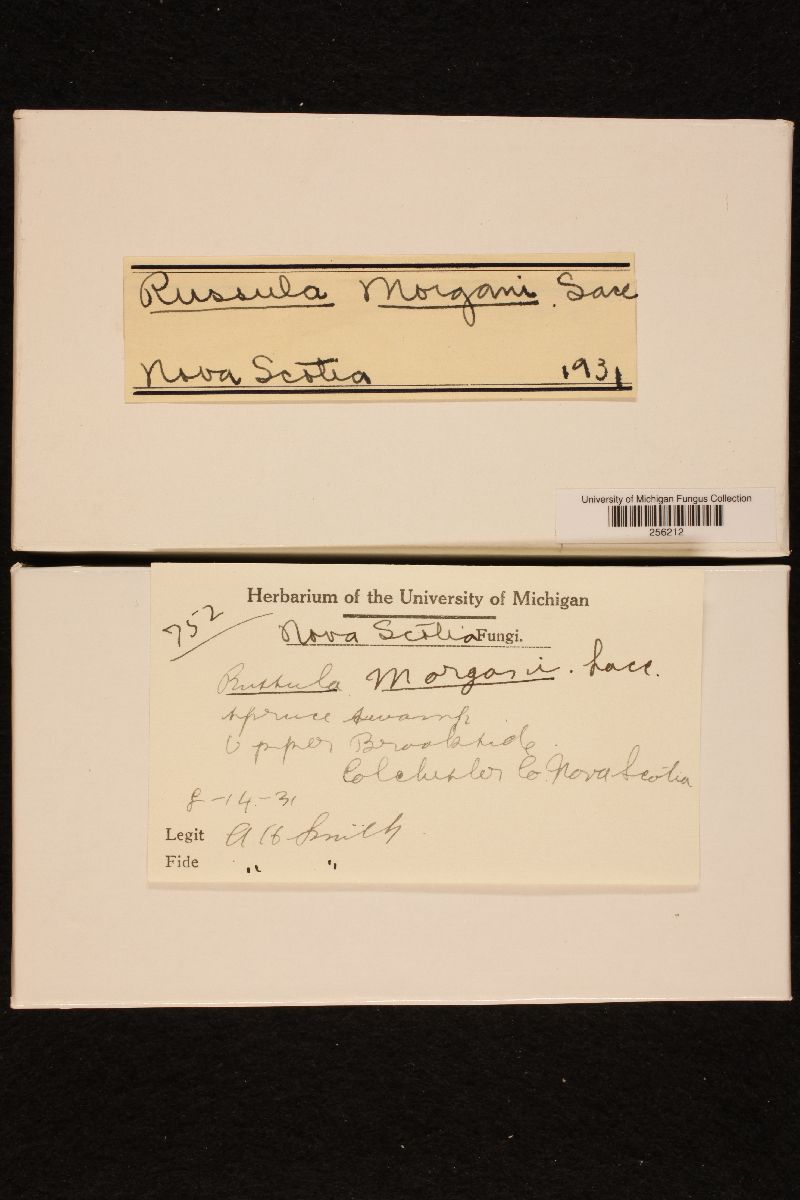 Russula Morgani. Sacc
Nova Scotia 1931
University of Michigan Fungus Collection
256212
Herbarium of the University of Michigan
752
Nova Scotia Fungi.
Russula Morgani. Sacc.
spruce swamp
Upper Brookside.
Colchester Co. Nova Scotia
8-14-31
Legit A H Smith
Fide " "